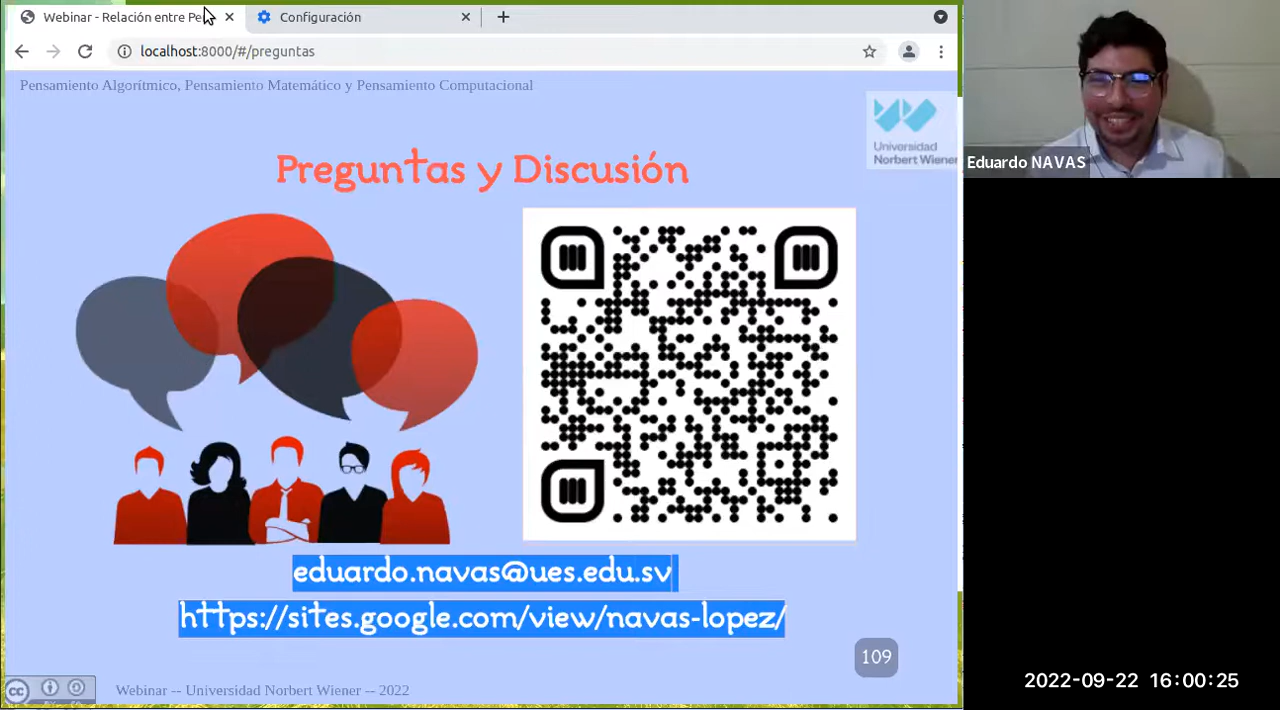 Webinar - Relación entre Pe
Configuración
localhost:8000/#/preguntas
Pensamiento Algorítmico, Pensamiento Matemático y Pensamiento Computacional
Universidad
Norbert Wiener
Eduardo NAVAS
Preguntas y Discusión
eduardo.navas@ues.edu.sv
https://sites.google.com/view/navas-lopez/
109
2022-09-22 16:00:25
cc
Webinar -- Universidad Norbert Wiener -- 2022